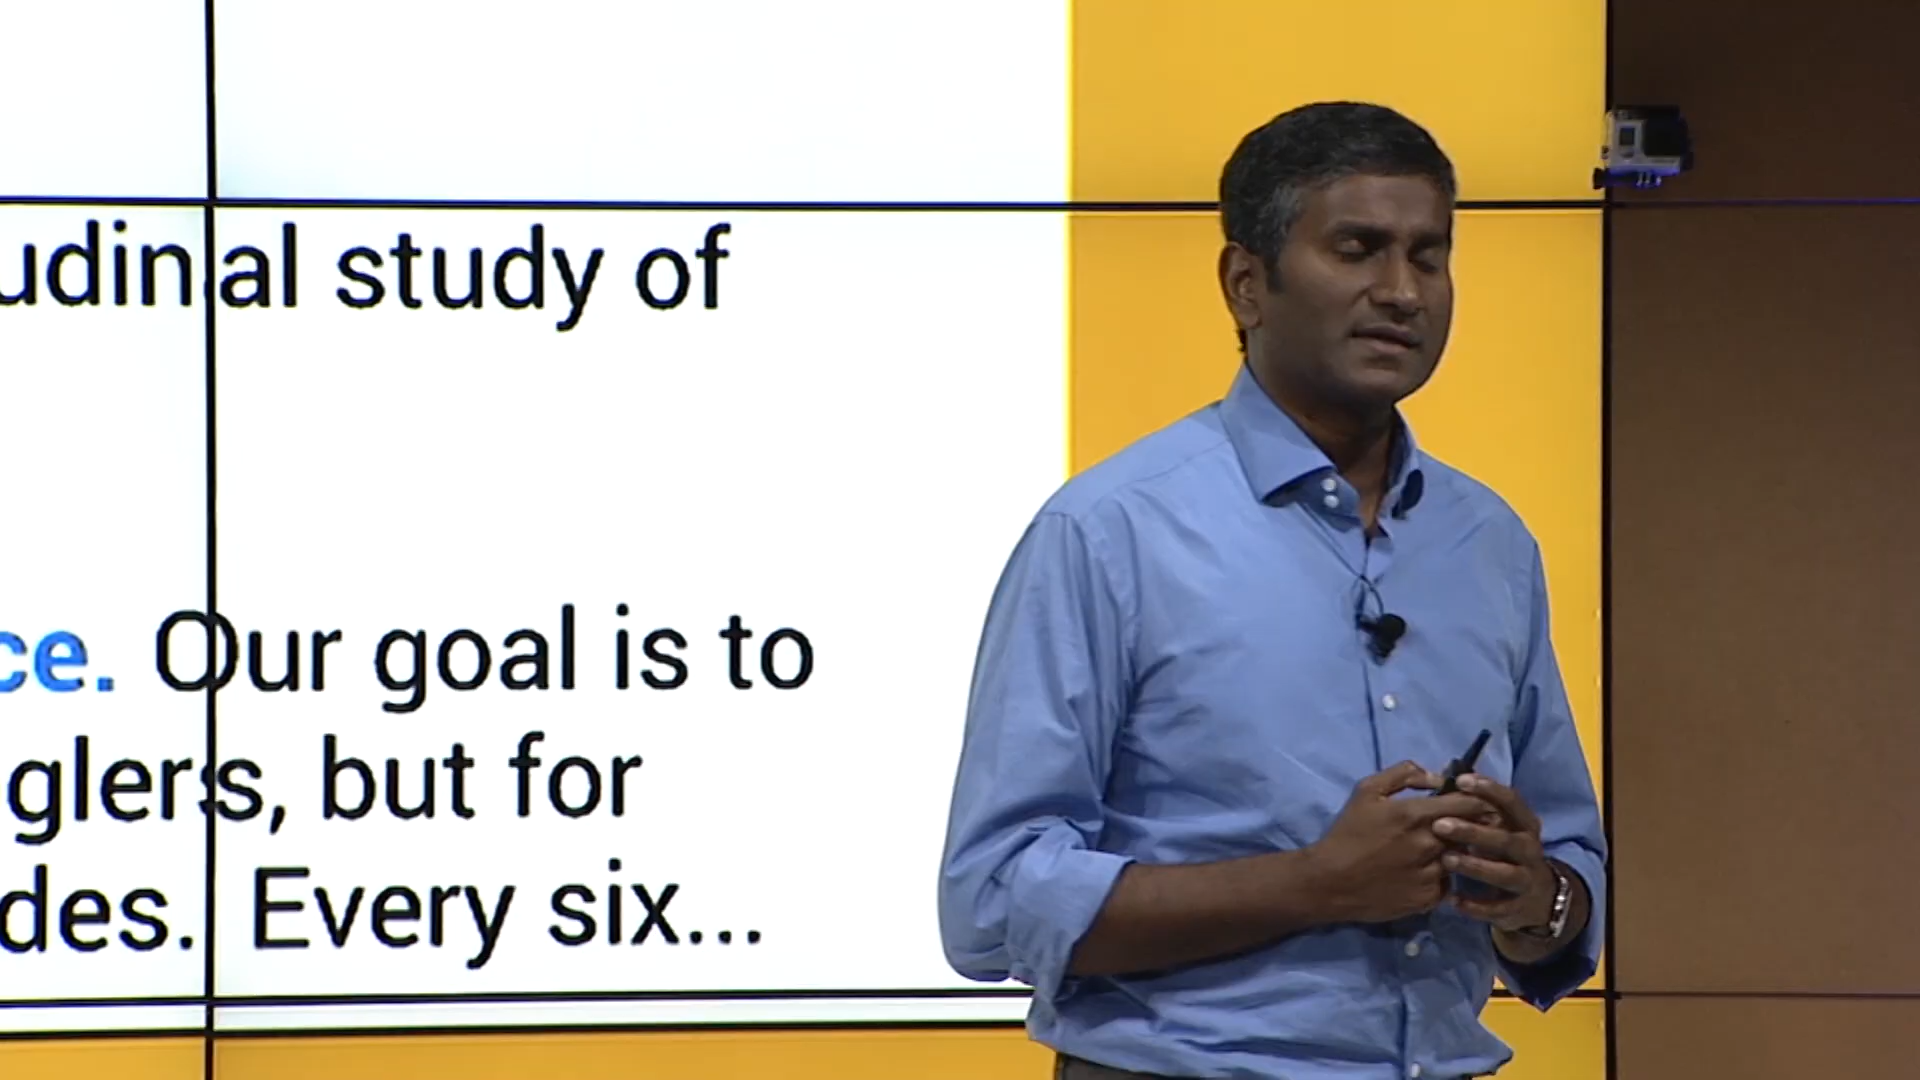 udinal study of
ce. Our goal is to
glers, but for
des. Every six...